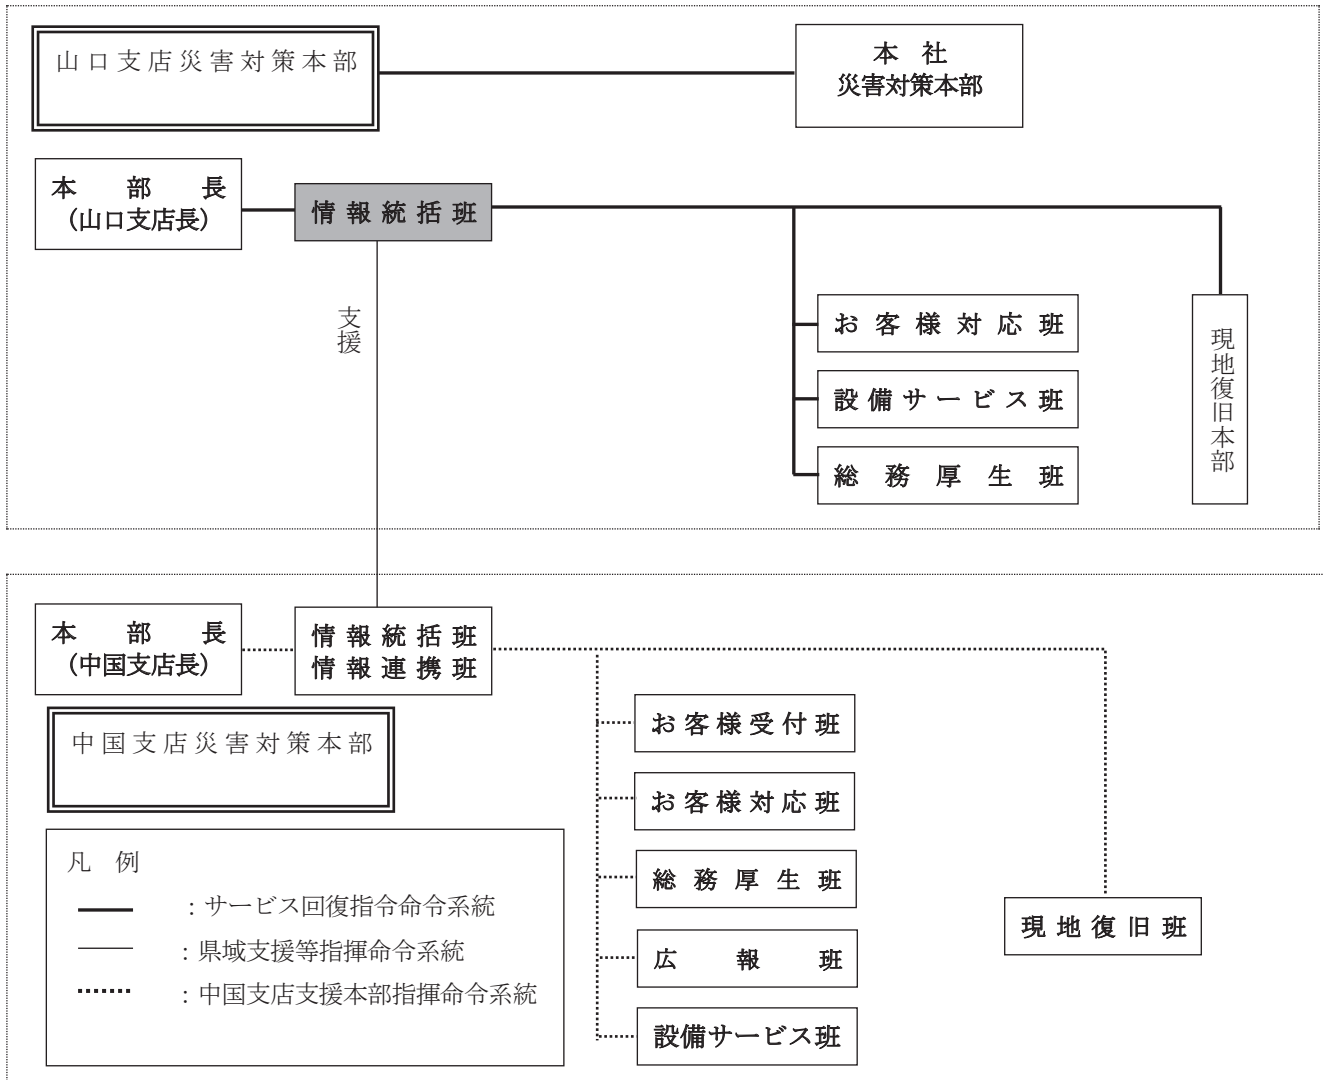 山口支店災害対策本部
本　社
災害対策本部
本　部　長
（山口支店長）
情報統括班
支援
お客様対応班
設備サービス班
総務厚生班
現地復旧本部
本　部　長
（中国支店長）
情報統括班
情報連携班
中国支店災害対策本部
お客様受付班
お客様対応班
総務厚生班
広報班
設備サービス班
現地復旧班
凡　例
：サービス回復指令命令系統
：県域支援等指揮命令系統
：中国支店支援本部指揮命令系統